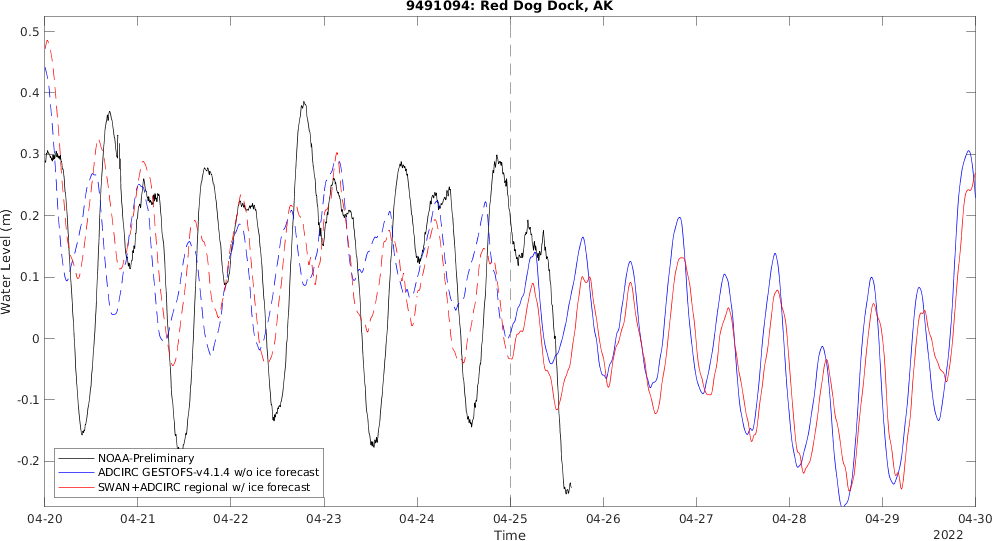 9491094: Red Dog Dock, AK
0.5
0.4
0.3
0.2
0.1
0
-0.1
-0.2
Water Level (m)
NOAA-Preliminary
ADCIRC GESTOFS-v4.1.4 w/o ice forecast
SWAN+ADCIRC regional w/ ice forecast
04-20 04-21 04-22 04-23 04-24 04-25 04-26 04-27 04-28 04-29 04-30
Time
2022